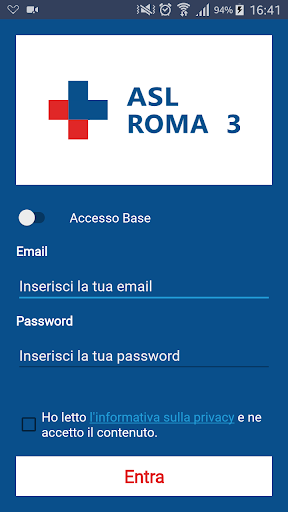 94% 16:41
ASL
ROMA 3
Accesso Base
Email
Inserisci la tua email
Password
Inserisci la tua password
Ho letto l'informativa sulla privacy e ne
accetto il contenuto.
Entra